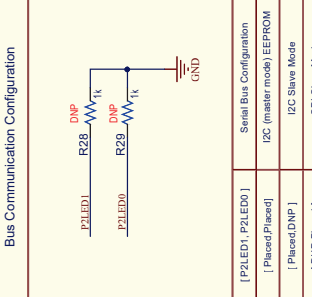 Bus Communication Configuration
DNP
1k
R28
P2LED1
DNP
1k
R29
P2LED0
GND
Serial Bus Configuration
[ P2LED1, P2LED0 ]
I2C (master mode) EEPROM
[ Placed,Placed]
I2C Slave Mode
[ Placed,DNP ]